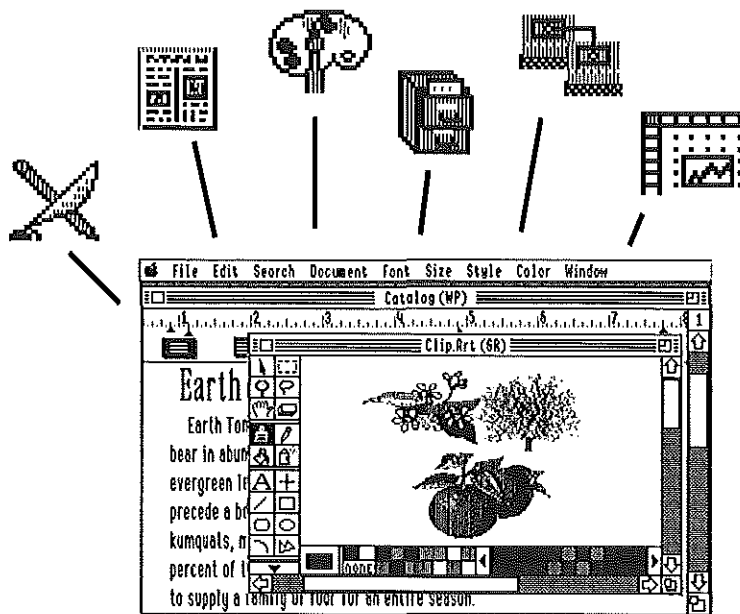 File Edit Search Document Font Size Style Color Window
Catalog (WP)
1 2 3 4 5 6 7 8 1
Clip.Art (GR)
Earth
Earth Ton
bear in abun
evergreen
precede a
kumquats,
percent of
NONE
A
to supply a family of four for an entire season.